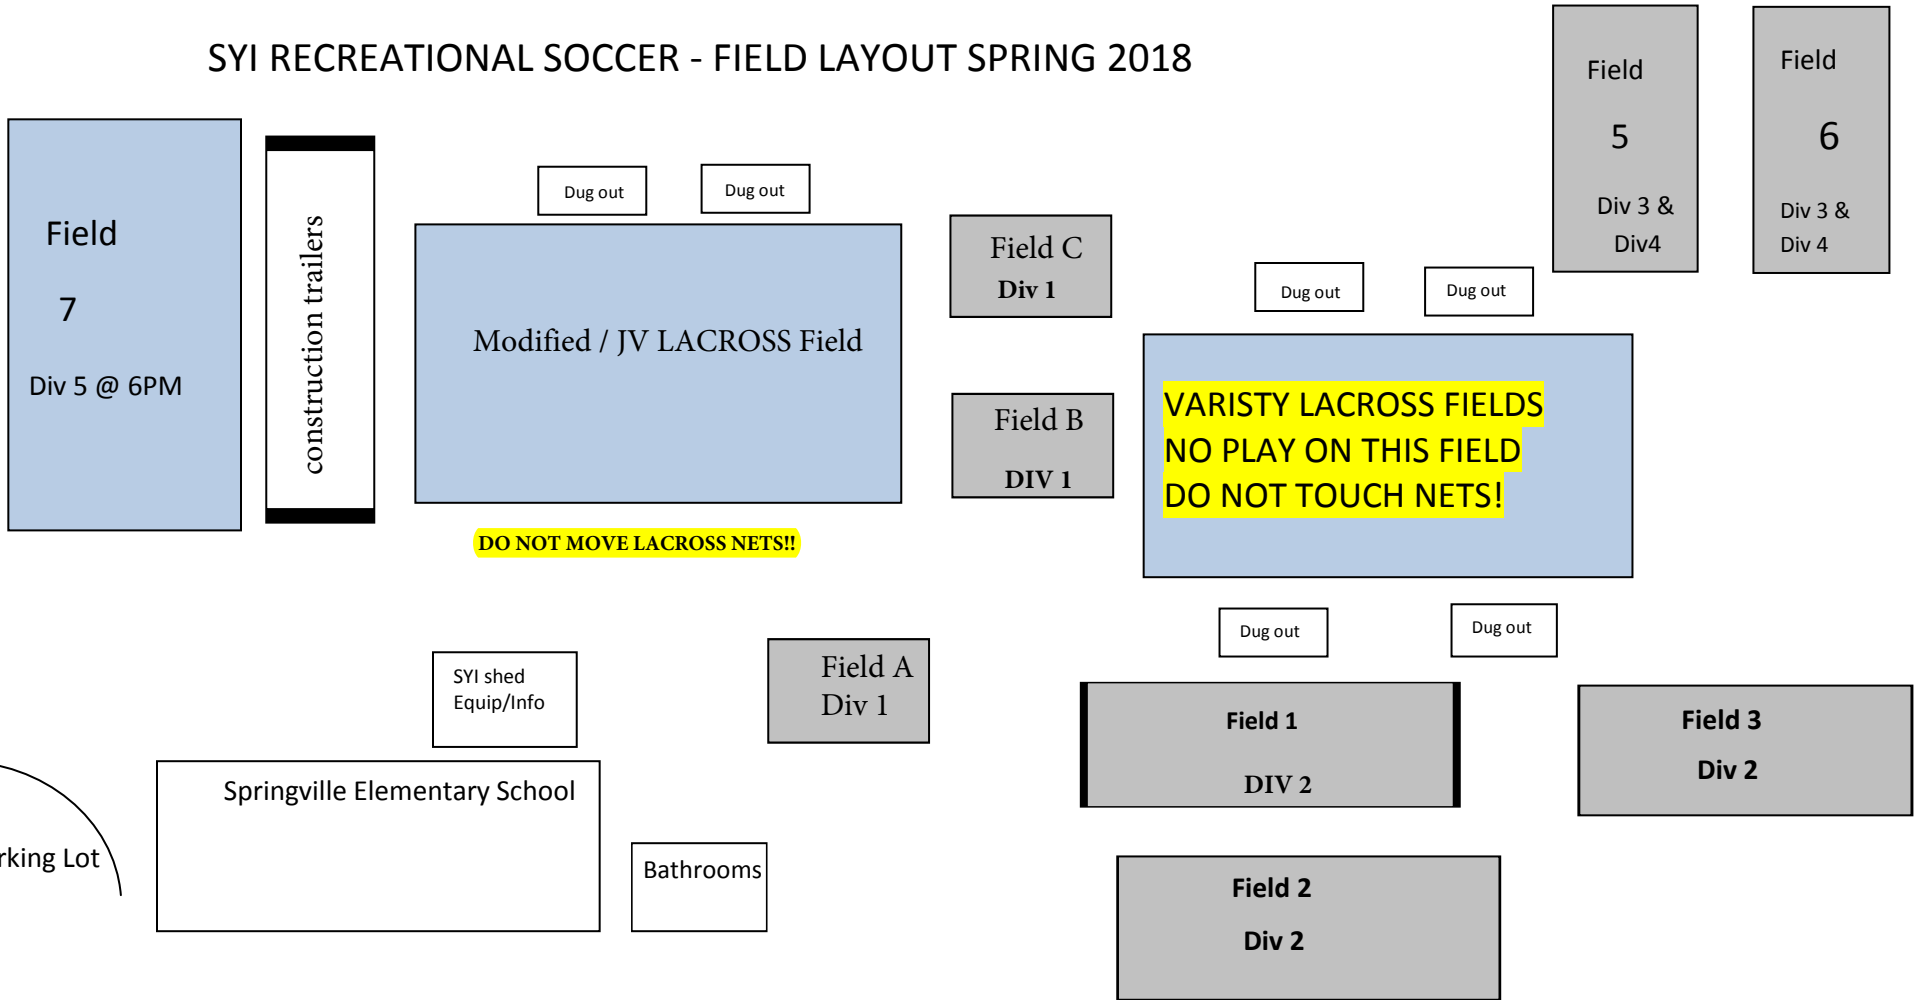 SYI RECREATIONAL SOCCER - FIELD LAYOUT SPRING 2018
Field
5
Div 3 &
Div4
Field
6
Div 3 &
Div 4
Field
7
Div 5 @ 6PM
construction trailers
Dug out
Dug out
Modified / JV LACROSS Field
DO NOT MOVE LACROSS NETS!!
Field C
Div 1
Field B
DIV 1
Dug out
Dug out
VARISTY LACROSS FIELDS
NO PLAY ON THIS FIELD
DO NOT TOUCH NETS!
Dug out
Dug out
SYI shed
Equip/Info
Field A
Div 1
Field 1
DIV 2
Field 3
Div 2
Springville Elementary School
rking Lot
Bathrooms
Field 2
Div 2